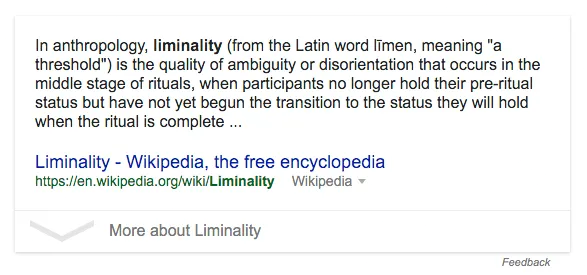 In anthropology, liminality (from the Latin word līmen, meaning "a
threshold") is the quality of ambiguity or disorientation that occurs in the
middle stage of rituals, when participants no longer hold their pre-ritual
status but have not yet begun the transition to the status they will hold
when the ritual is complete ...
Liminality - Wikipedia, the free encyclopedia
https://en.wikipedia.org/wiki/Liminality Wikipedia
More about Liminality
Feedback